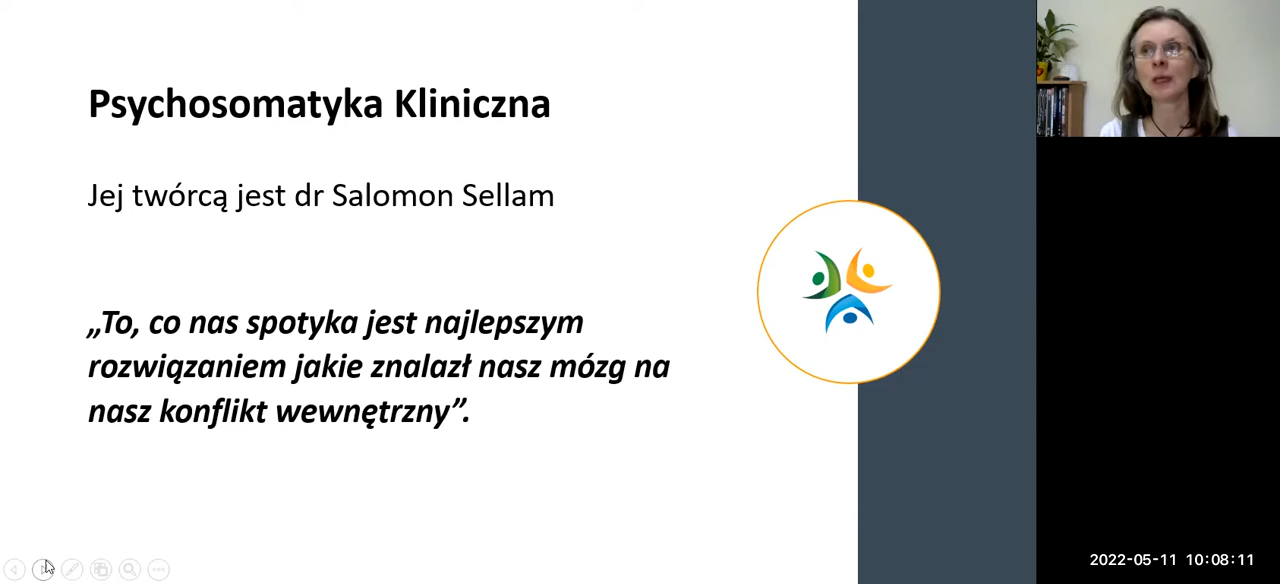 Psychosomatyka Kliniczna
Jej twórcą jest dr Salomon Sellam
„To, co nas spotyka jest najlepszym
rozwiązaniem jakie znalazł nasz mózg na
nasz konflikt wewnętrzny”.
2022-05-11 10:08:11